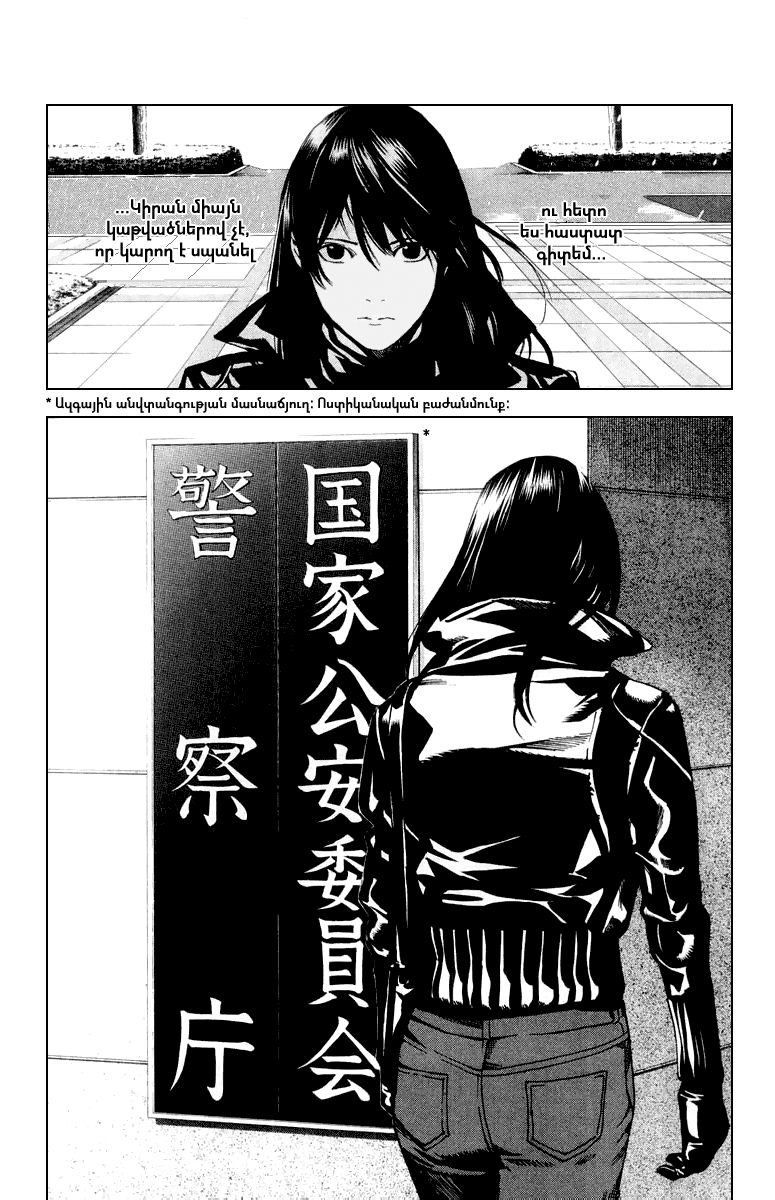 ու հետո
ես հաստատ
գիտեմ...
...Կիրան միայն
կաթվածներով չէ,
որ կարող է սպանել
* Ազգային անվտանգության մասնաճյուղ: Ոստիկանական բաժանմունք:
*
国家公安委員会
警察庁